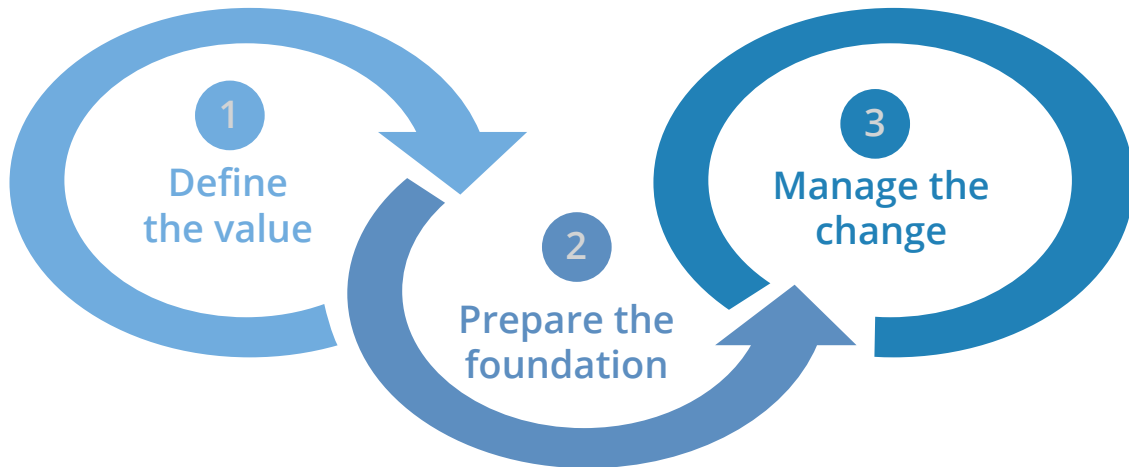 1
Define
the value
2
Prepare the
foundation
3
Manage the
change